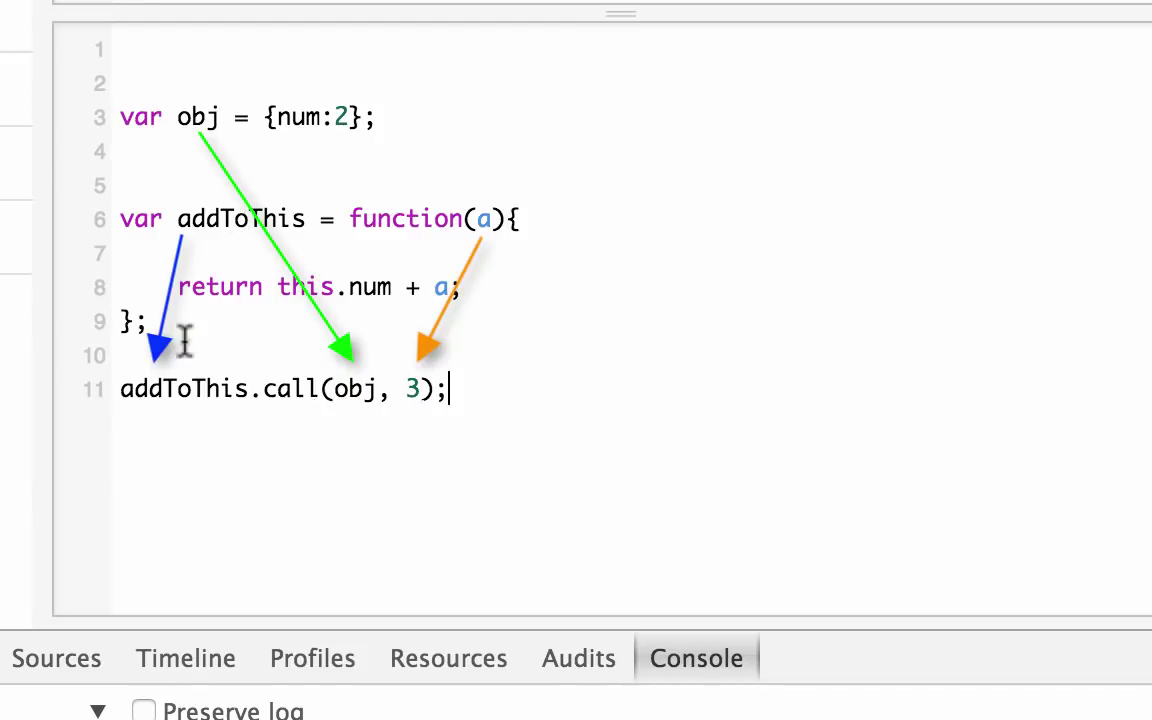 1
2
3 var obj = {num:2};
4
5
6 var addToThis = function(a){
7
8 return this.num + a;
9 };
10
11 addToThis.call(obj, 3);
Sources Timeline Profiles Resources Audits Console
Preserve log